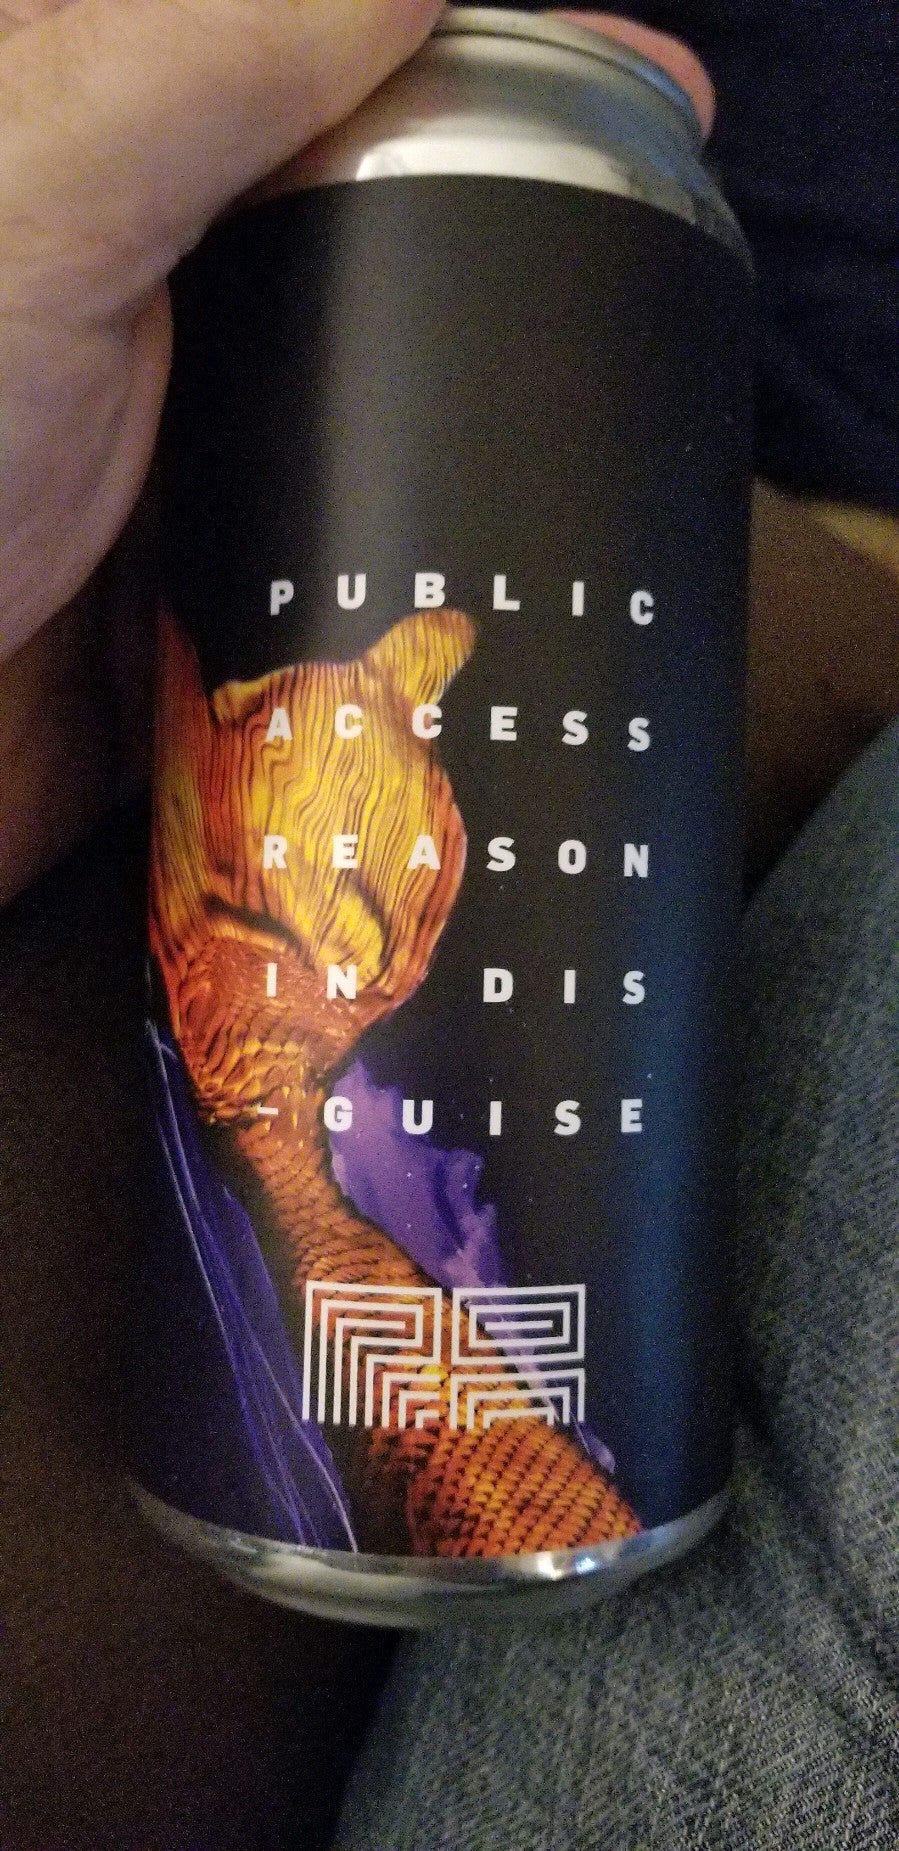 PUBLIC
ACCESS
REASON
IN DIS
-GUISE